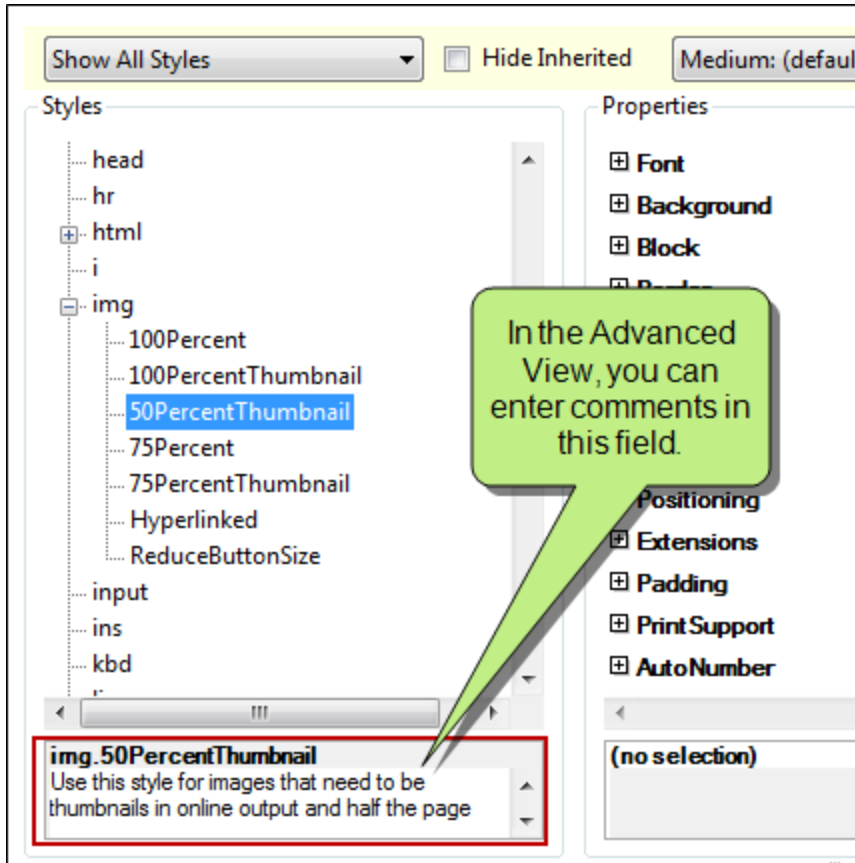 Show All Styles
Hide Inherited
Medium: (defaul
Styles
head
hr
html
i
img
100Percent
100PercentThumbnail
50PercentThumbnail
75Percent
75PercentThumbnail
Hyperlinked
ReduceButtonSize
input
ins
kbd
img.50PercentThumbnail
Use this style for images that need to be
thumbnails in online output and half the page
Properties
Font
Background
Block
In the Advanced
View, you can
enter comments in
this field.
Positioning
Extensions
Padding
PrintSupport
AutoNumber
(no selection)